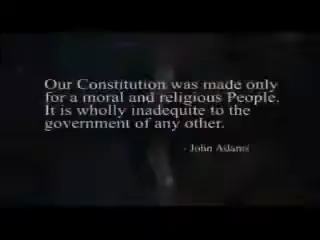 Our Constitution was made only
for a moral and religious People.
It is wholly inadequite to the
government of any other.
- John Adams